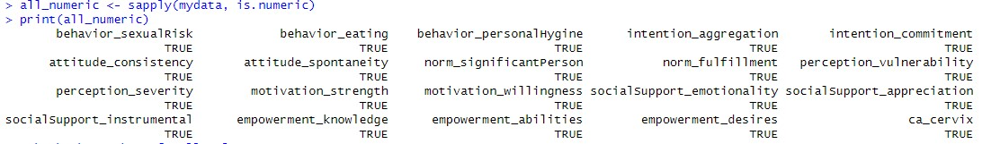 > all_numeric <- sapply(mydata, is.numeric)
> print(all_numeric)
behavior_sexualRisk behavior_eating behavior_personalHygine intention_aggregation intention_commitment
TRUE TRUE TRUE TRUE TRUE
attitude_consistency attitude_spontaneity norm_significantPerson norm_fulfillment perception_vulnerability
TRUE TRUE TRUE TRUE TRUE
perception_severity motivation_strength motivation_willingness socialSupport_emotionality socialSupport_appreciation
TRUE TRUE TRUE TRUE TRUE
socialSupport_instrumental empowerment_knowledge empowerment_abilities empowerment_desires ca_cervix
TRUE TRUE TRUE TRUE TRUE